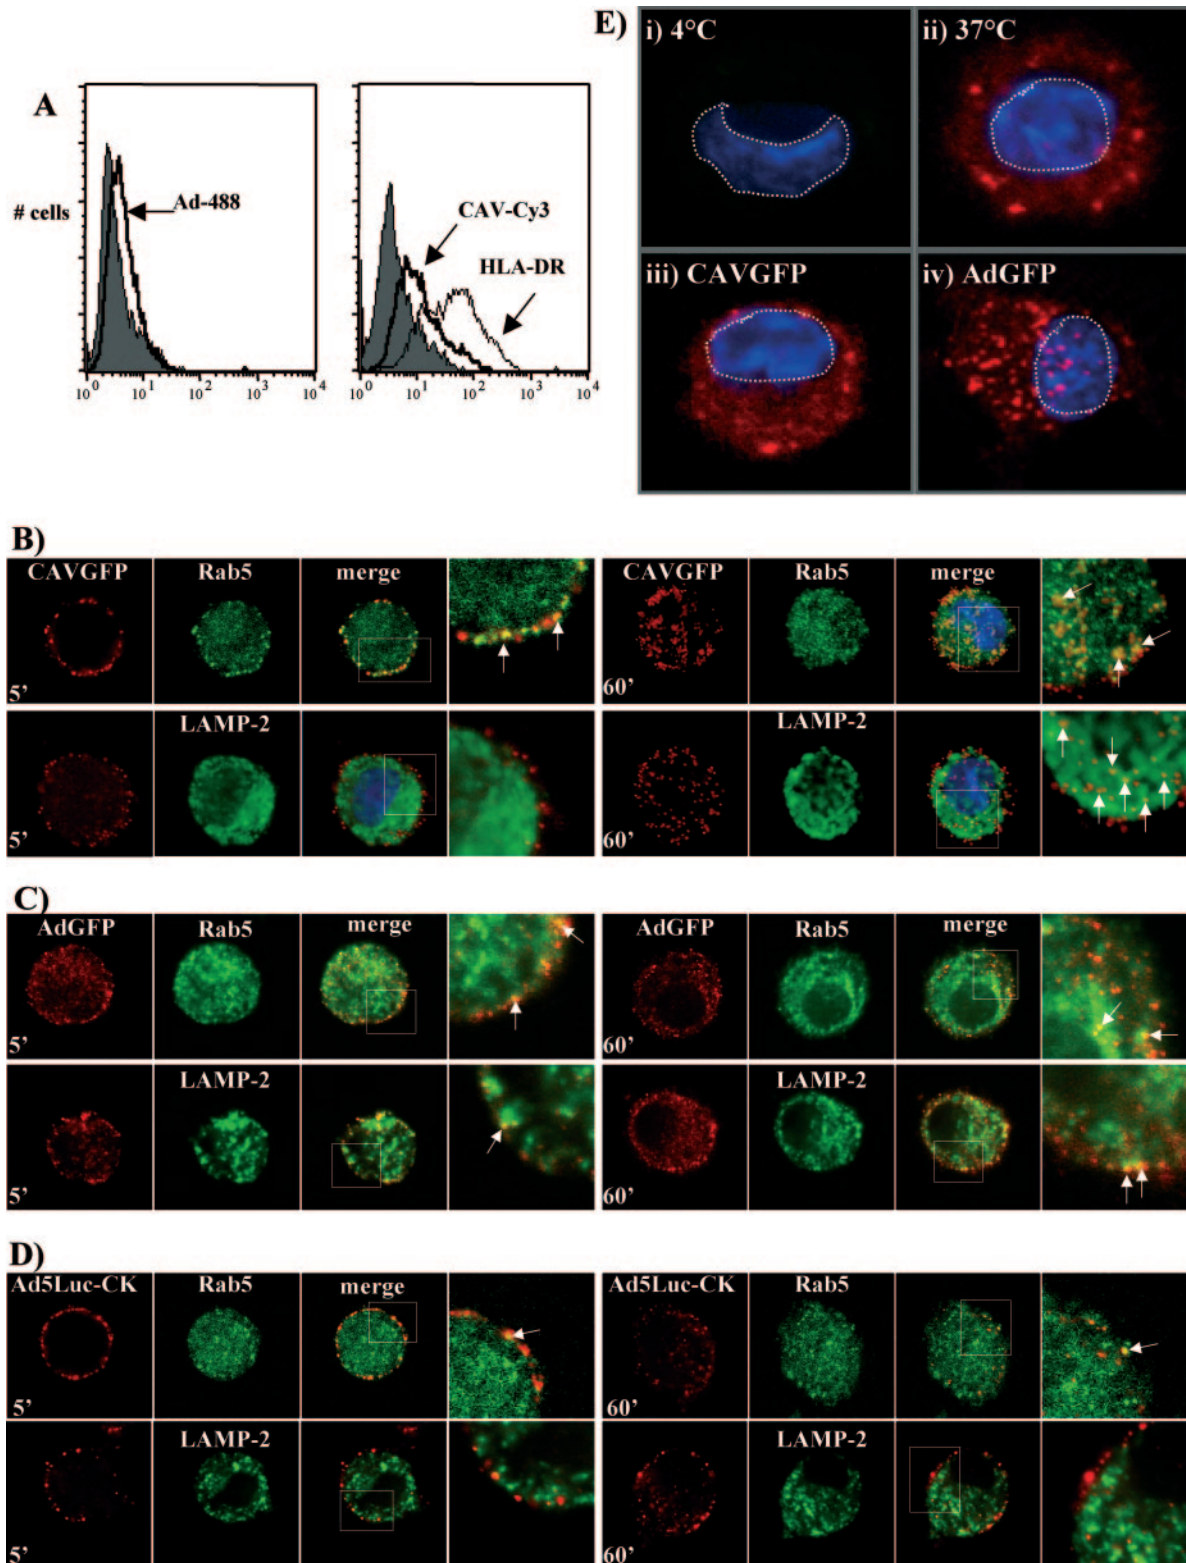 A
# cells
Ad-488
10⁰ 10¹ 10² 10³ 10⁴
CAV-Cy3
HLA-DR
10⁰ 10¹ 10² 10³ 10⁴
E)
i) 4°C
ii) 37°C
iii) CAVGFP
iv) AdGFP
B)
CAVGFP Rab5 merge
5’
CAVGFP Rab5 merge
60’
LAMP-2
5’
LAMP-2
60’
C)
AdGFP Rab5 merge
5’
AdGFP Rab5 merge
60’
LAMP-2
5’
LAMP-2
60’
D)
Ad5Luc-CK Rab5 merge
5’
Ad5Luc-CK Rab5
60’
LAMP-2
5’
LAMP-2
60’